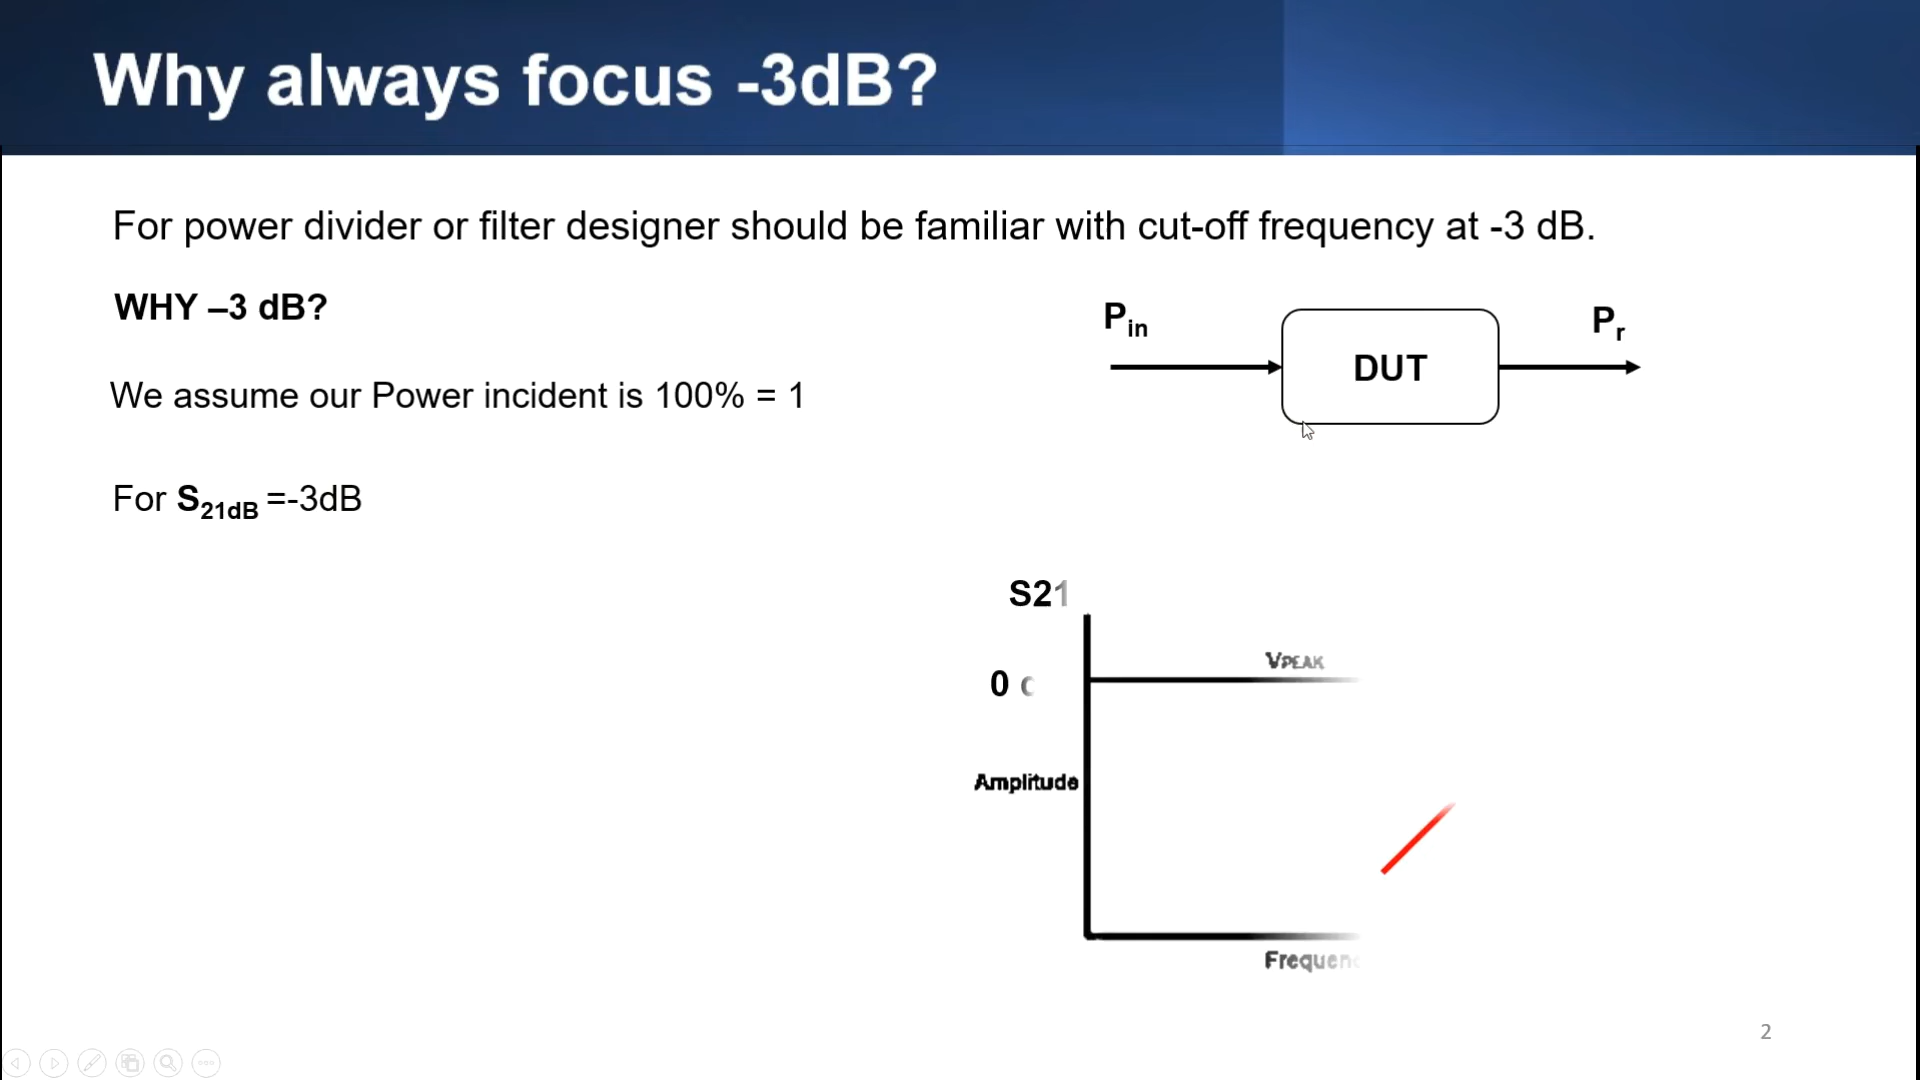 Why always focus -3dB?
For power divider or filter designer should be familiar with cut-off frequency at -3 dB.
WHY –3 dB?
Pin
Pr
DUT
We assume our Power incident is 100% = 1
For S21dB =-3dB
S21
VPEAK
0
Amplitude
2